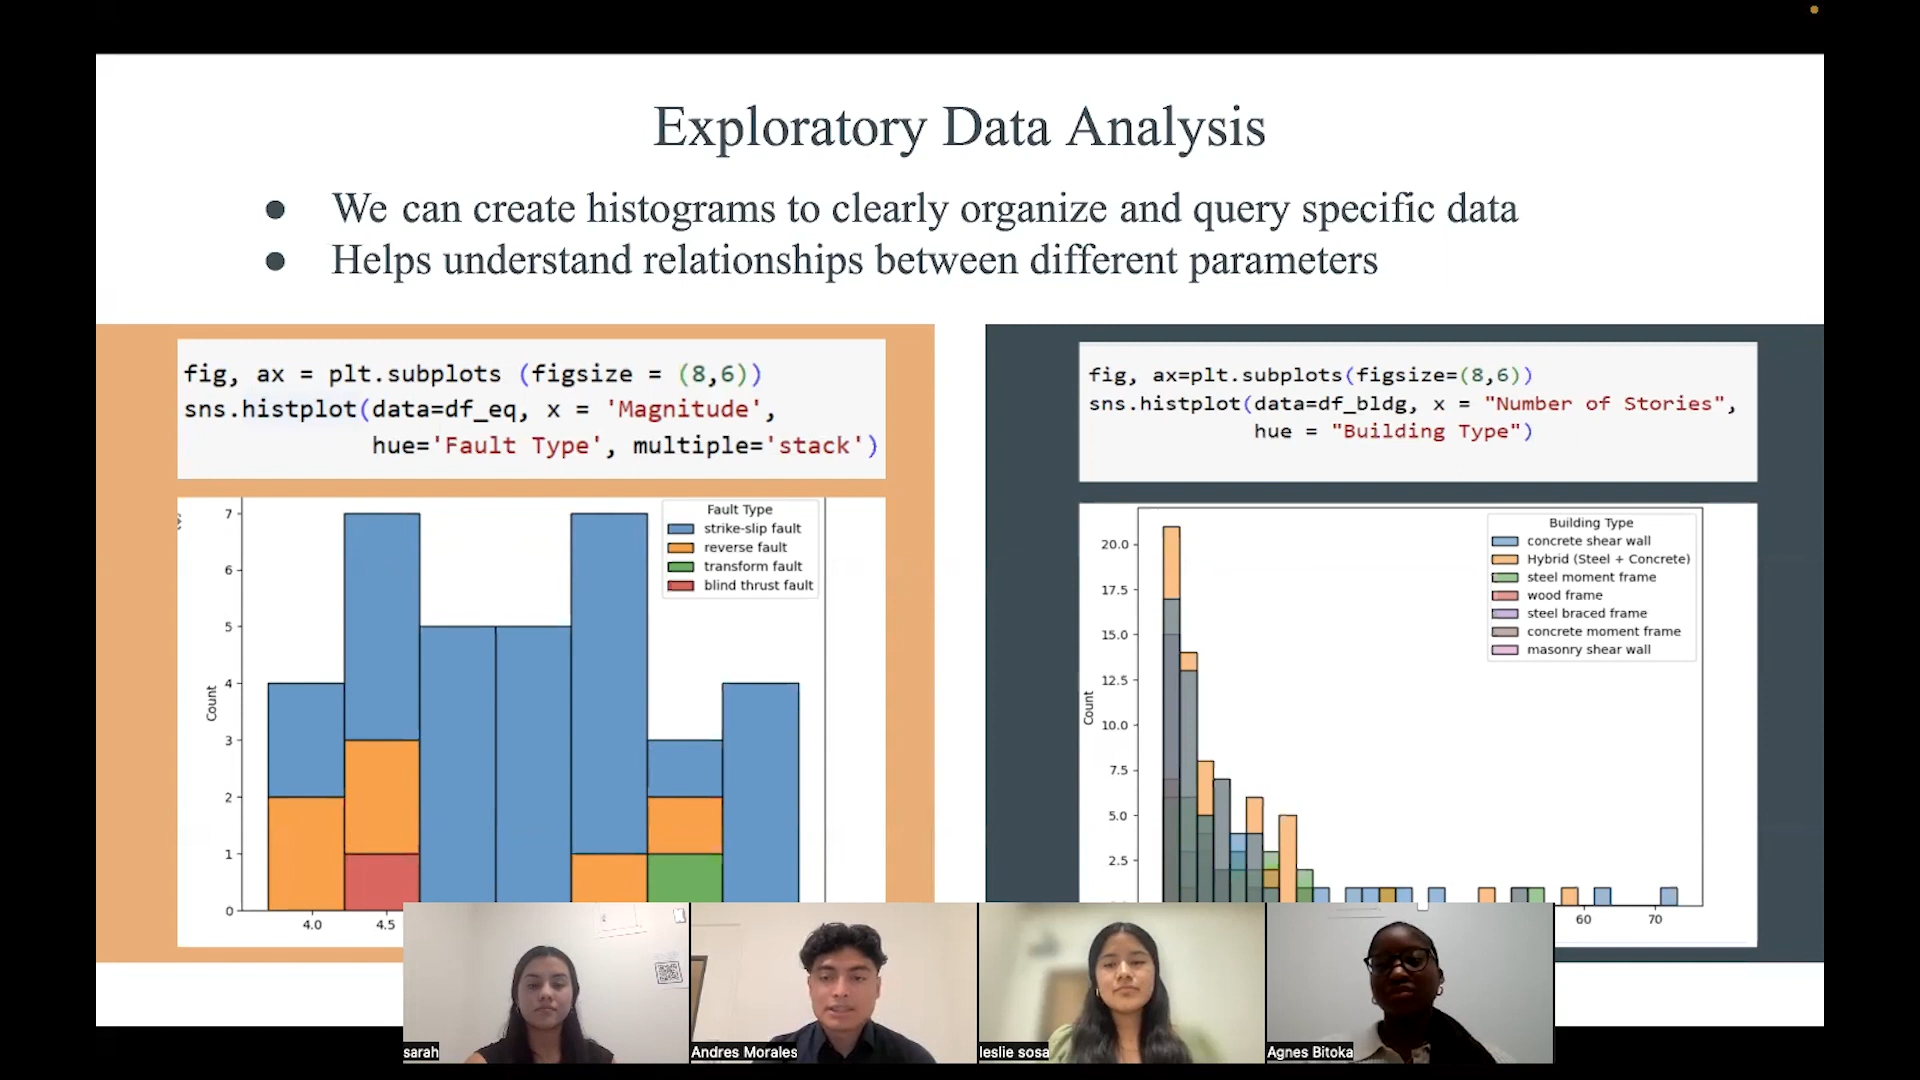 Exploratory Data Analysis
● We can create histograms to clearly organize and query specific data
● Helps understand relationships between different parameters
fig, ax = plt.subplots (figsize = (8,6))
sns.histplot(data=df_eq, x = 'Magnitude',
hue='Fault Type', multiple='stack')
7
6
5
4
3
2
1
0
Count
4.0
4.5
Fault Type
strike-slip fault
reverse fault
transform fault
blind thrust fault
fig, ax=plt.subplots(figsize=(8,6))
sns.histplot(data=df_bldg, x = "Number of Stories",
hue = "Building Type")
20.0
17.5
15.0
12.5
10.0
7.5
5.0
2.5
Count
60
70
Building Type
concrete shear wall
Hybrid (Steel + Concrete)
steel moment frame
wood frame
steel braced frame
concrete moment frame
masonry shear wall
sarah
Andres Morales
leslie sosa
Agnes Bitoka